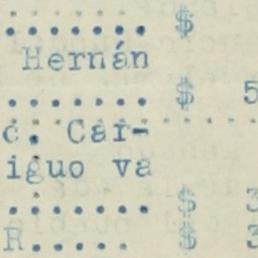 ....... $
Hernán
....... $ 5
c. Car-
iguo va
....... $ 3
R..... $ 3